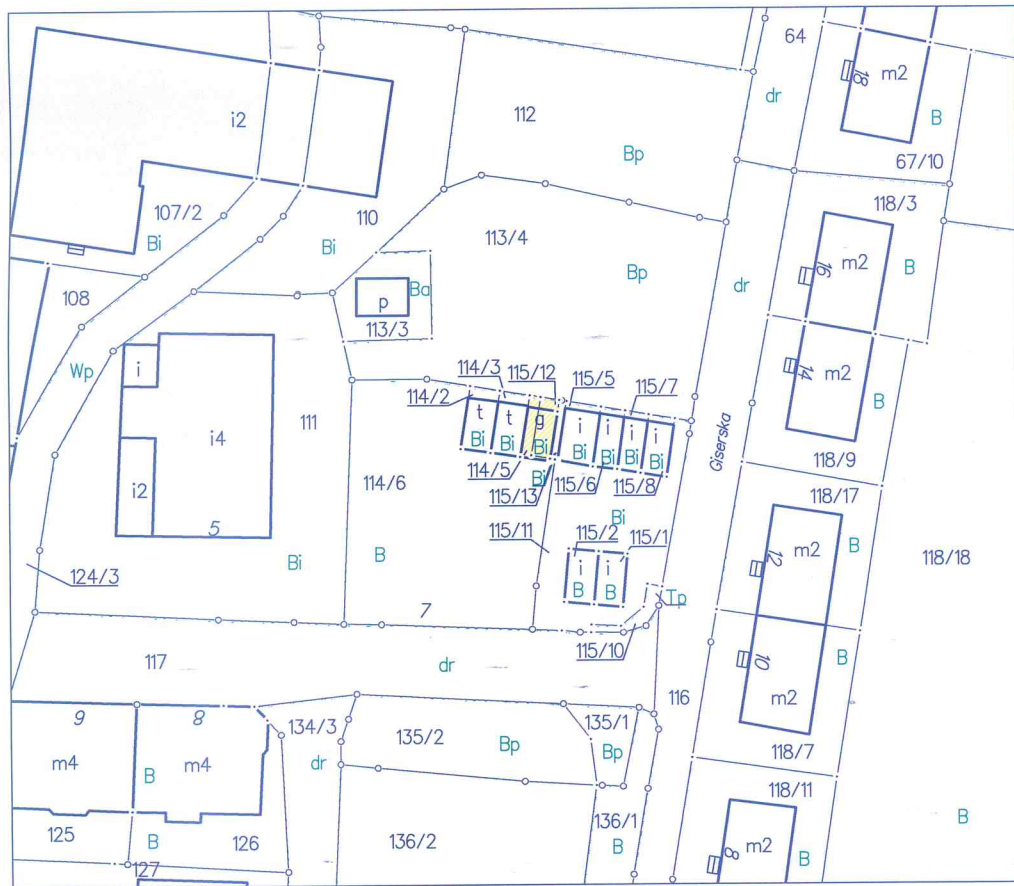 64
m2
18
i2
dr
112
B
Bp
67/10
107/2
110
118/3
113/4
Bi
Bi
Bp
m2
16
B
dr
108
Ba
p
113/3
Wp
i
114/3
115/12
115/5
115/7
14
m2
114/2
B
t
t
g
i
i
i
i
111
i4
Giserska
Bi
Bi
Bi
Bi
Bi
Bi
Bi
114/5
Bi
115/6
115/8
118/9
114/6
115/13
118/17
i2
Bi
115/11
5
115/2
115/1
12
m2
B
118/18
Bi
B
i
i
124/3
B
B
Tp
7
115/10
10
B
117
dr
116
m2
9
8
134/3
135/2
135/1
Bp
Bp
118/7
m4
m4
dr
B
118/11
B
125
126
136/2
136/1
B
B
127
8
m2
B